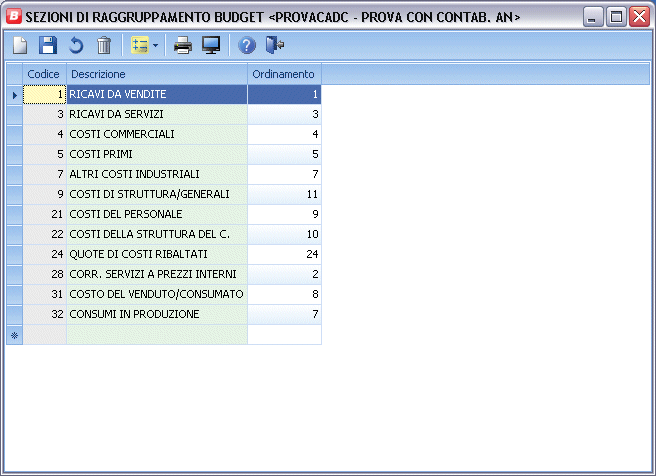 B SEZIONI DI RAGGRUPPAMENTO BUDGET <PROVACADC - PROVA CON CONTAB. AN>
Codice Descrizione Ordinamento
1 RICAVI DA VENDITE 1
3 RICAVI DA SERVIZI 3
4 COSTI COMMERCIALI 4
5 COSTI PRIMI 5
7 ALTRI COSTI INDUSTRIALI 7
9 COSTI DI STRUTTURA/GENERALI 11
21 COSTI DEL PERSONALE 9
22 COSTI DELLA STRUTTURA DEL C. 10
24 QUOTE DI COSTI RIBALTATI 24
28 CORR. SERVIZI A PREZZI INTERNI 2
31 COSTO DEL VENDUTO/CONSUMATO 8
32 CONSUMI IN PRODUZIONE 7